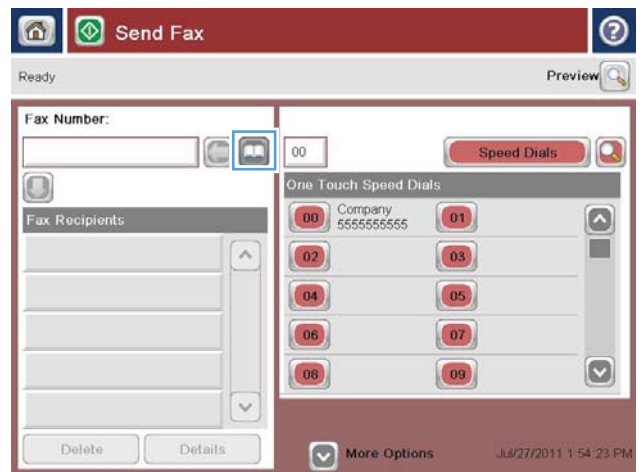 Send Fax
Ready
Preview
Fax Number:
00
Speed Dials
One Touch Speed Dials
Fax Recipients
00 Company 01
5555555555
02 03
04 05
06 07
08 09
Delete Details
More Options Jul/27/2011 1:54:23 PM